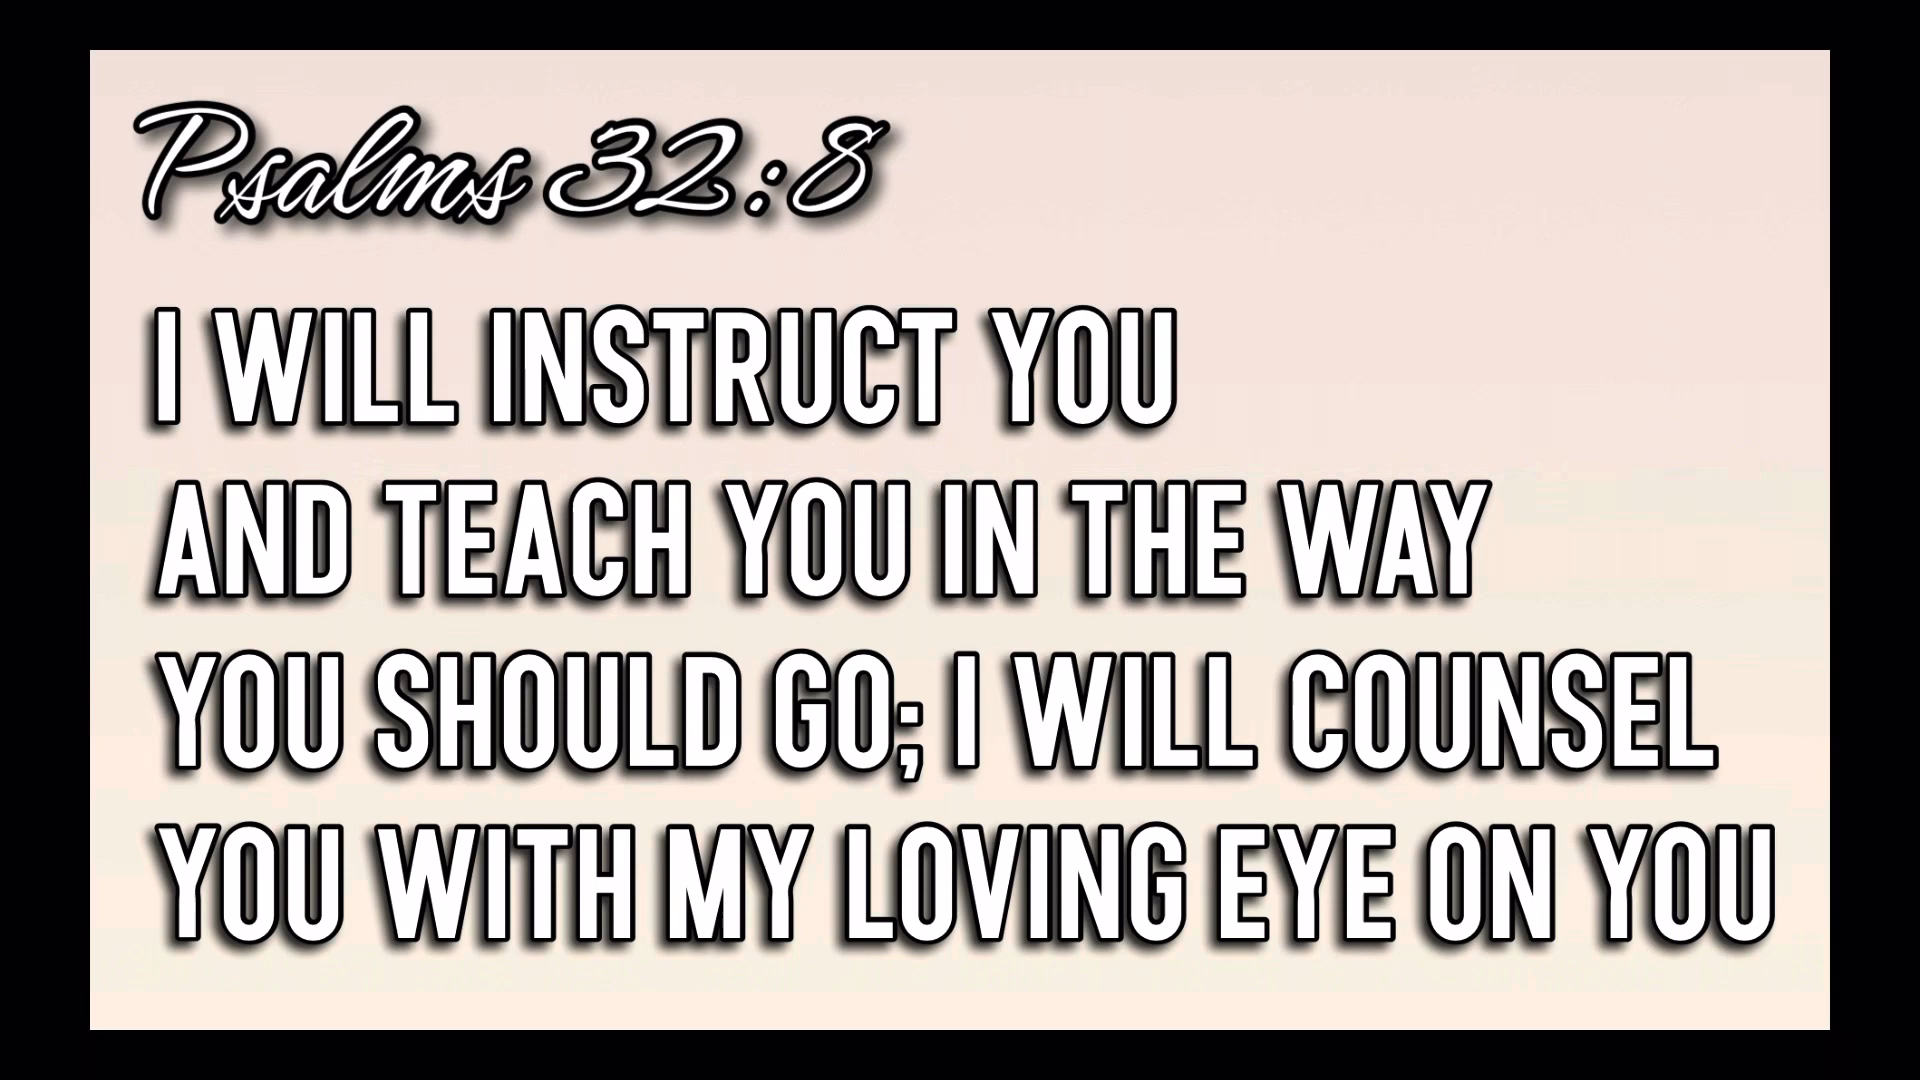 Psalms 32:8
I WILL INSTRUCT YOU
AND TEACH YOU IN THE WAY
YOU SHOULD GO; I WILL COUNSEL
YOU WITH MY LOVING EYE ON YOU